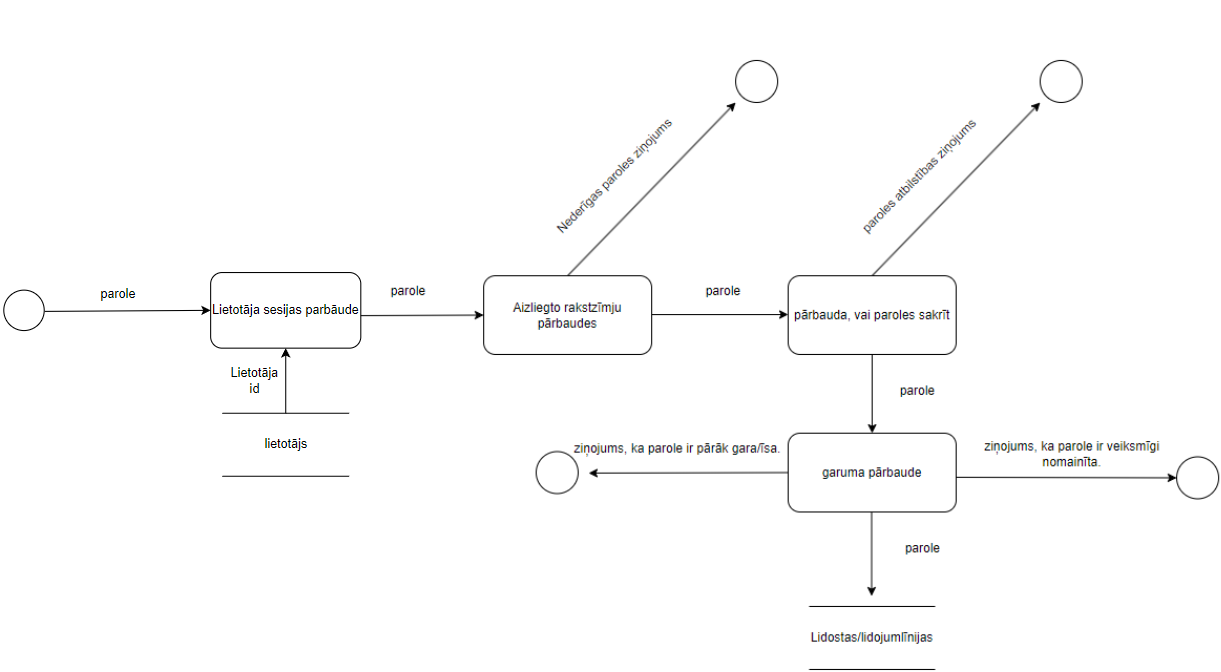 Nederīgas paroles ziņojums
paroles atbilstības ziņojums
parole
Lietotāja sesijas parbāude
parole
Aizliegto rakstzīmju
pārbaudes
parole
pārbauda, vai paroles sakrīt
Lietotāja
id
lietotājs
parole
ziņojums, ka parole ir pārāk gara/īsa.
garuma pārbaude
ziņojums, ka parole ir veiksmīgi
nomainīta.
parole
Lidostas/lidojumlīnijas